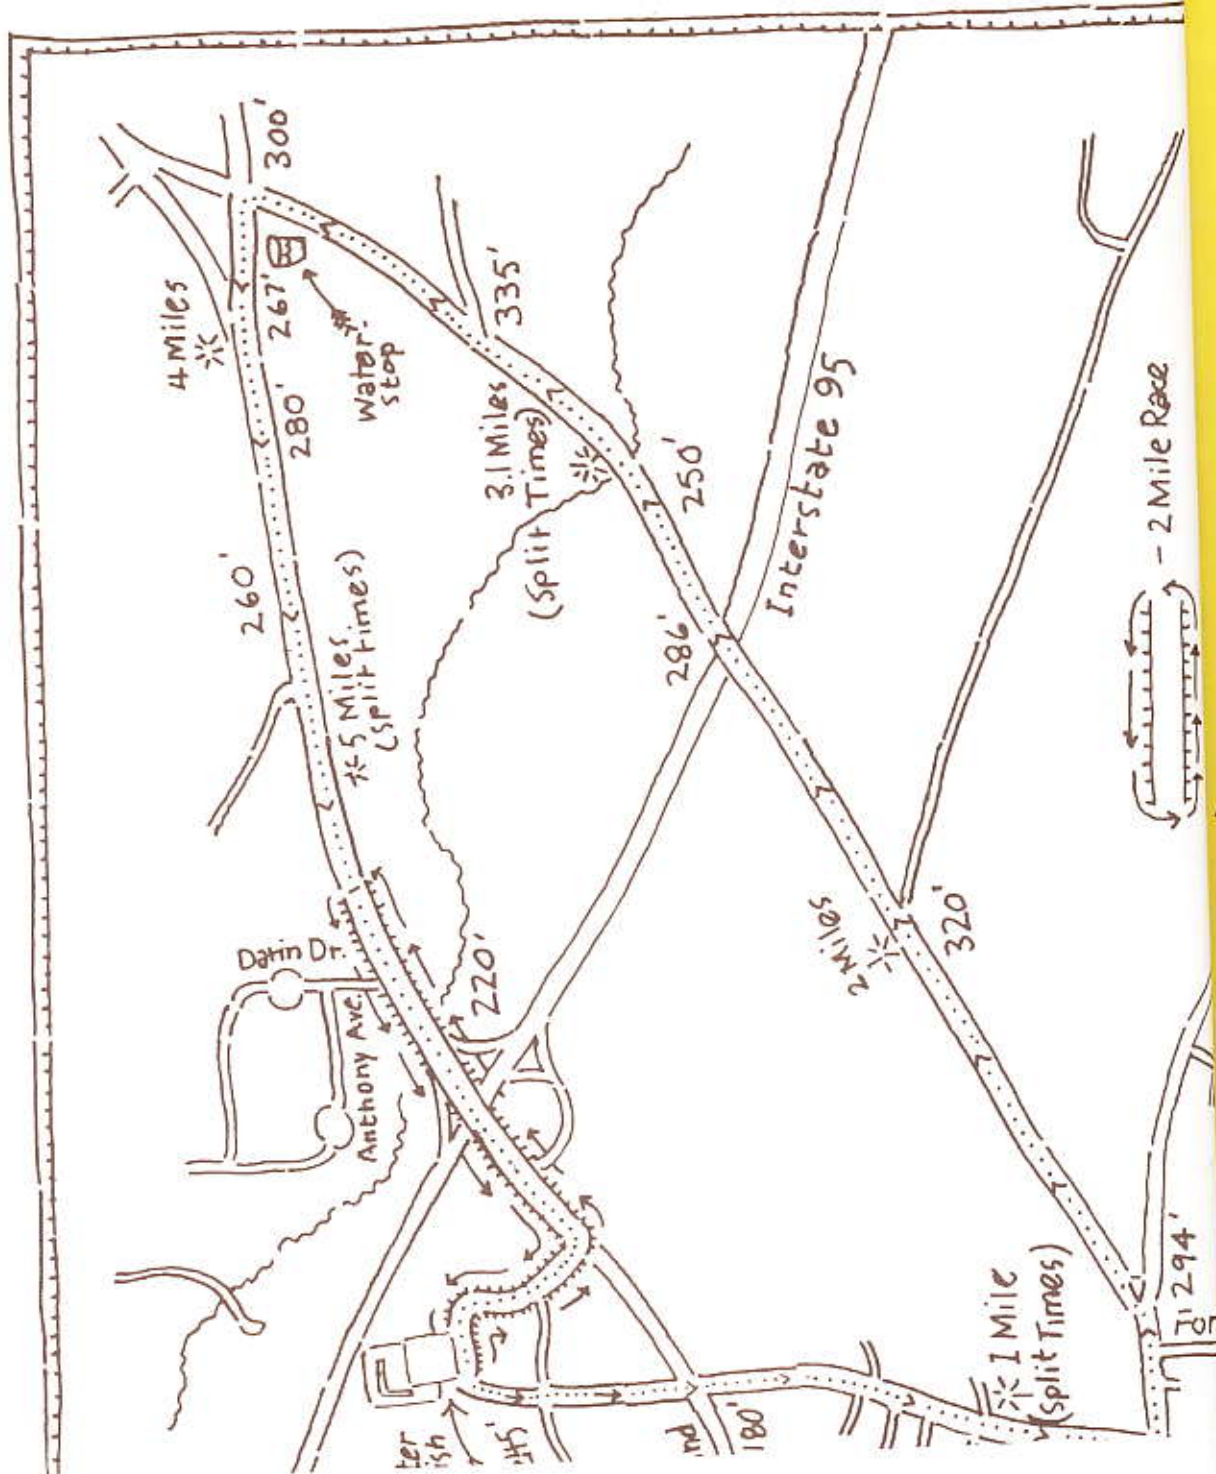 300'
4 Miles
267'
Water-
Stop
280'
335'
3.1 Miles
(Split Times)
250'
260'
5 Miles
(Split times)
286'
Interstate 95
- 2 Mile Race
Darin Dr.
Anthony Ave.
220'
2 Miles
320'
1 Mile
(Split Times)
294'
180'